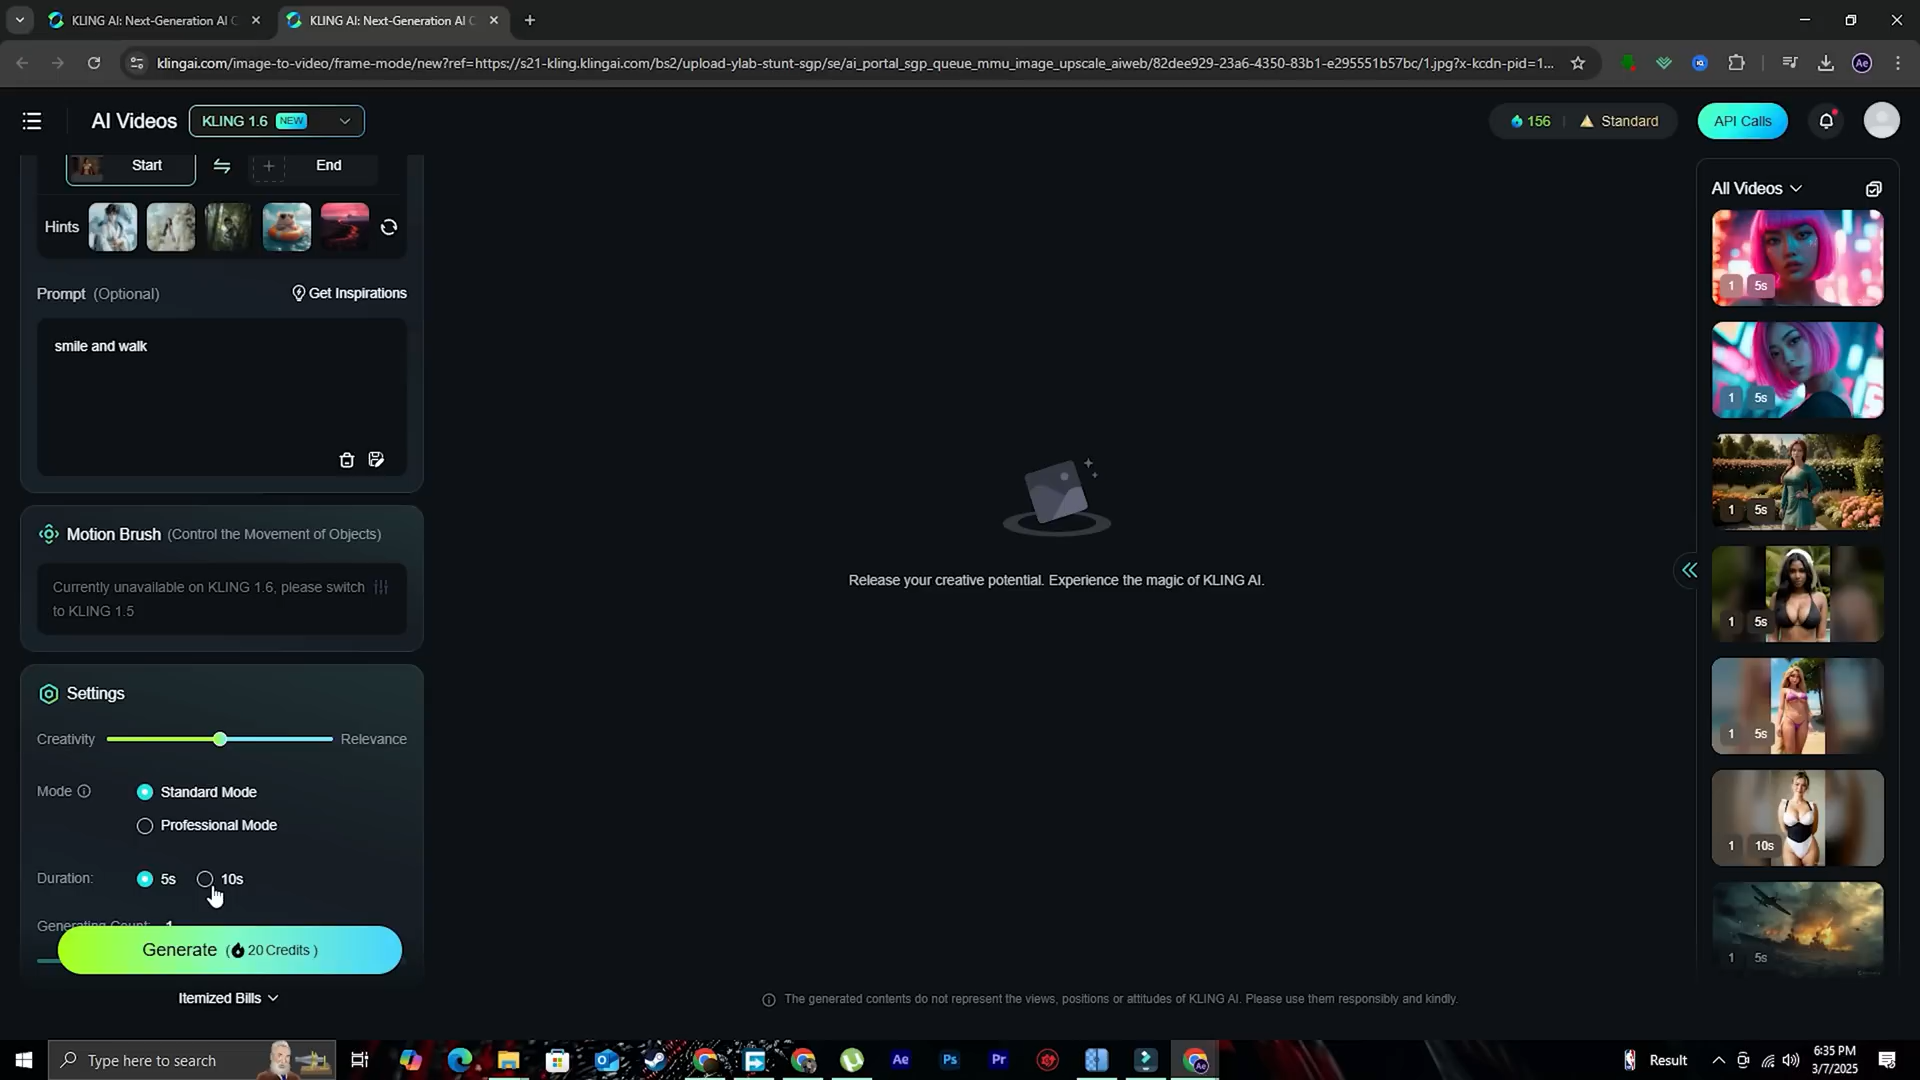 KLING AI: Next-Generation AI C
KLING AI: Next-Generation AI C
klingai.com/image-to-video/frame-mode/new?ref=https://s21-kling.klingai.com/bs2/upload-ylab-stunt-sgp/se/ai_portal_sgp_queue_mmu_image_upscale_aiweb/82dee929-23a6-4350-83b1-e295551b57bc/1.jpg?x-kcdn-pid=1...
Ae
AI Videos
KLING 1.6 NEW
156
Standard
API Calls
Start
End
All Videos
Hints
1 5s
Prompt (Optional)
Get Inspirations
smile and walk
1 5s
1 5s
Motion Brush (Control the Movement of Objects)
Currently unavailable on KLING 1.6, please switch
to KLING 1.5
Release your creative potential. Experience the magic of KLING AI.
1 5s
Settings
Creativity
Relevance
1 5s
Mode
Standard Mode
Professional Mode
1 10s
Duration:
5s
10s
Generating Count: 1
Generate ( 20 Credits )
1 5s
Itemized Bills
The generated contents do not represent the views, positions or attitudes of KLING AI. Please use them responsibly and kindly.
Type here to search
Ae
Ps
Pr
Ae
Result
6:35 PM
3/7/2025